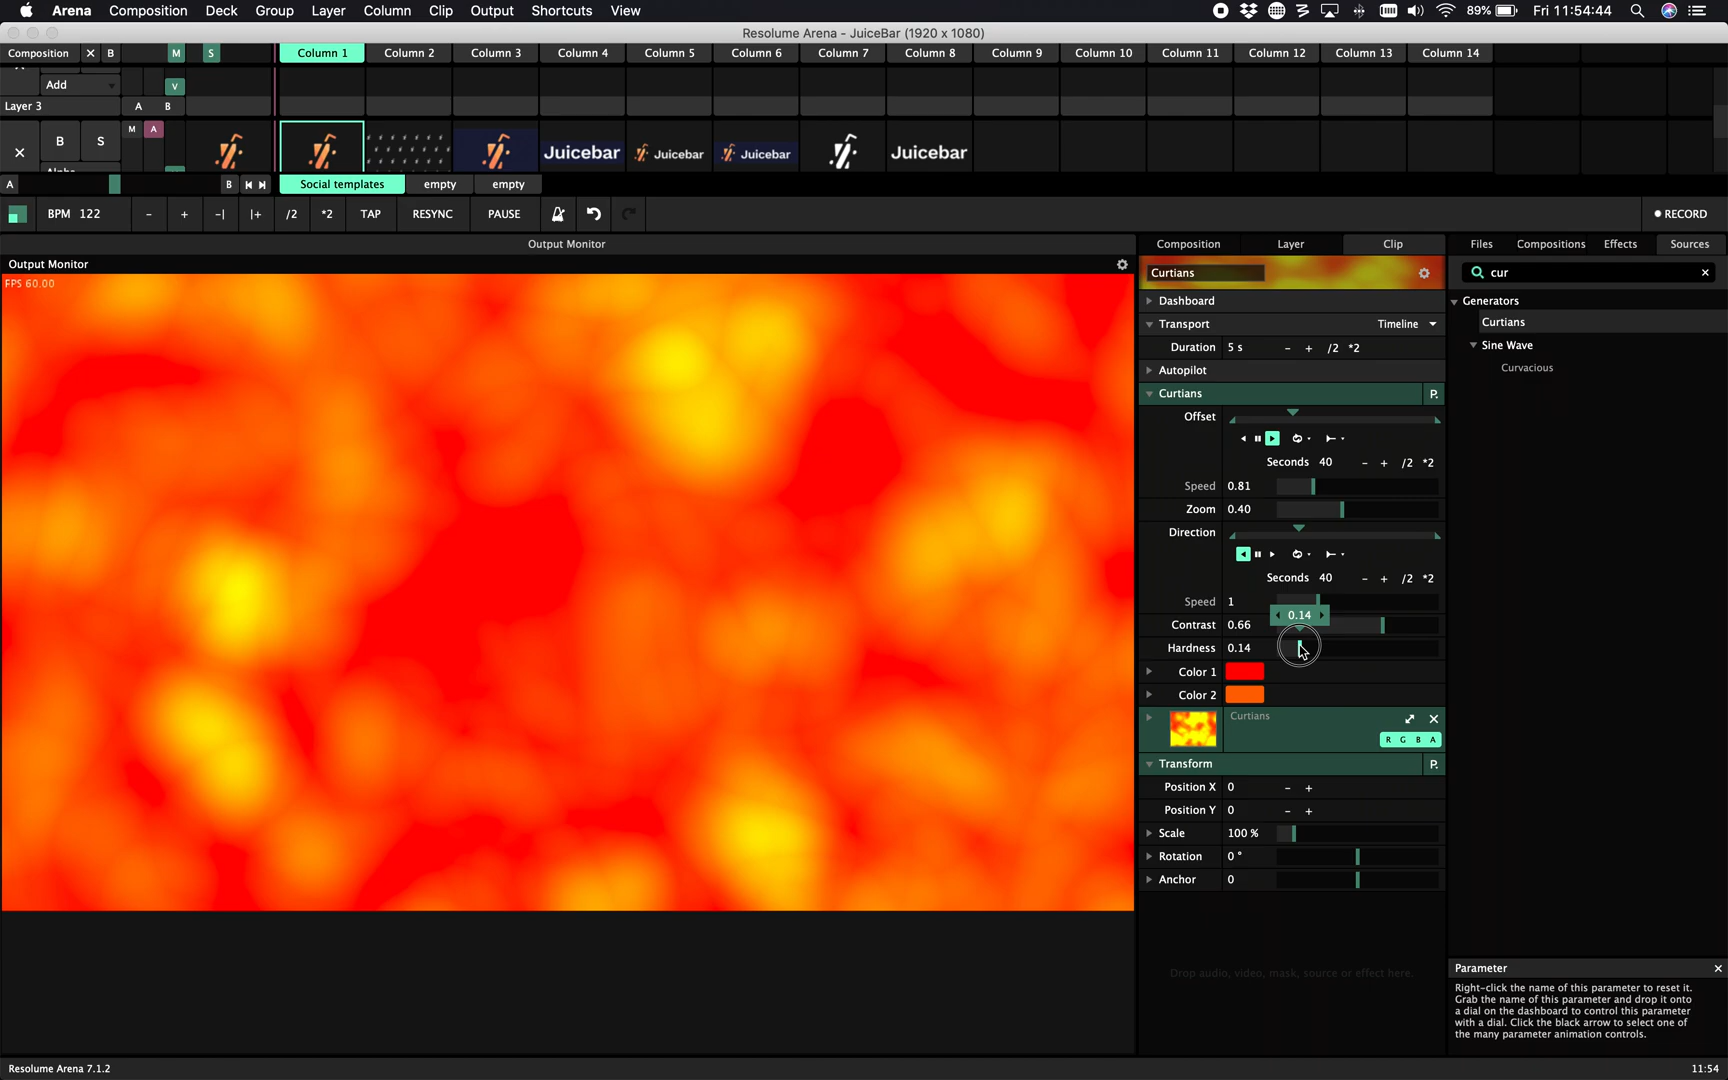 Arena Composition Deck Group Layer Column Clip Output Shortcuts View 89% Fri 11:54:44
Resolume Arena - JuiceBar (1920 x 1080)
Composition X B M S Column 1 Column 2 Column 3 Column 4 Column 5 Column 6 Column 7 Column 8 Column 9 Column 10 Column 11 Column 12 Column 13 Column 14
Add V
Layer 3 A B
B S M A Juicebar Juicebar Juicebar Juicebar
A B Social templates empty empty
BPM 122 - + -| |+ /2 *2 TAP RESYNC PAUSE RECORD
Output Monitor Composition Layer Clip Files Compositions Effects Sources
Output Monitor
FPS 60.00
Curtians
cur
Dashboard
Generators
Transport Timeline
Curtians
Duration 5 s - + /2 *2
Sine Wave
Autopilot
Curvacious
Curtians P.
Offset
Seconds 40 - + /2 *2
Speed 0.81
Zoom 0.40
Direction
Seconds 40 - + /2 *2
Speed 1
0.14
Contrast 0.66
Hardness 0.14
Color 1
Color 2
Curtians
R G B A
Transform P.
Position X 0 - +
Position Y 0 - +
Scale 100 %
Rotation 0 °
Anchor 0
Drop audio, video, mask, source or effect here.
Parameter
Right-click the name of this parameter to reset it.
Grab the name of this parameter and drop it onto
a dial on the dashboard to control this parameter
with a dial. Click the black arrow to select one of
the many parameter animation controls.
Resolume Arena 7.1.2 11:54